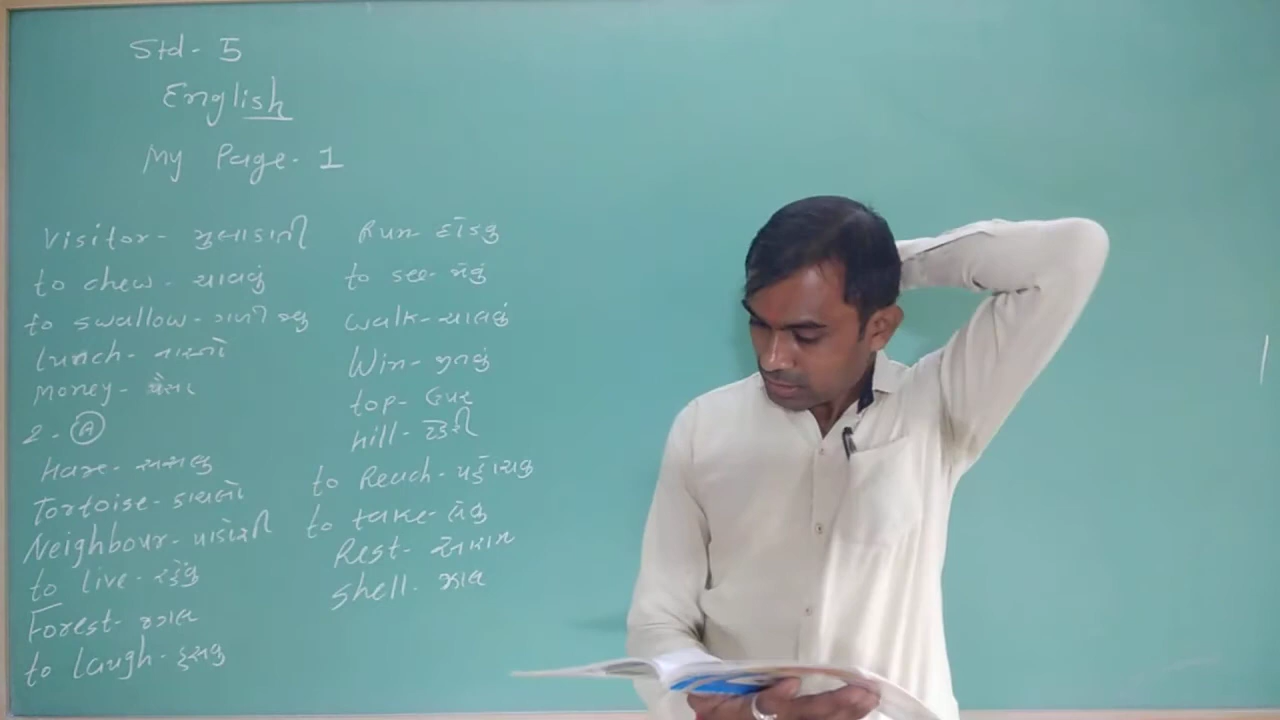 Std- 5
English
My Page- 1
Visitor- મુલાકાતી
to chew- ચાવવું
to swallow- ગળી જવુ
Lunch- નાસ્તો
Money- પૈસા
2. A
Hare- સસલુ
Tortoise- કાચબો
Neighbour- પાડોશી
to live- રહેવુ
Forest- જંગલ
to laugh- હસવુ
Run દોડવુ
to see-
walk- ચાલવું
Win- જીતવું
top- ઉપર
hill- ટેકરી
to Reach- પહોચવુ
to take- લેવુ
Rest- આરામ
Shell.